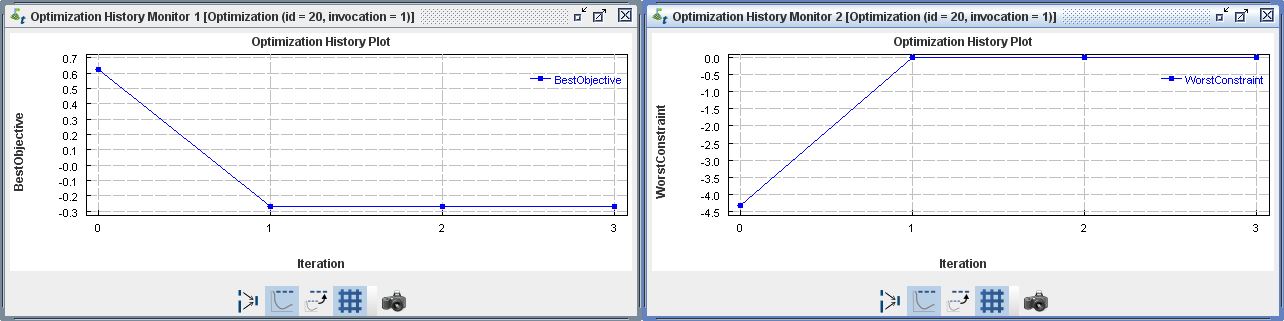 Optimization History Monitor 1 [Optimization (id = 20, invocation = 1)]
Optimization History Plot
0.7
0.6
0.5
0.4
0.3
0.2
0.1
-0.0
-0.1
-0.2
-0.3
BestObjective
BestObjective
0
1
2
3
Iteration
Optimization History Monitor 2 [Optimization (id = 20, invocation = 1)]
Optimization History Plot
0.0
-0.5
-1.0
-1.5
-2.0
-2.5
-3.0
-3.5
-4.0
-4.5
WorstConstraint
WorstConstraint
0
1
2
3
Iteration